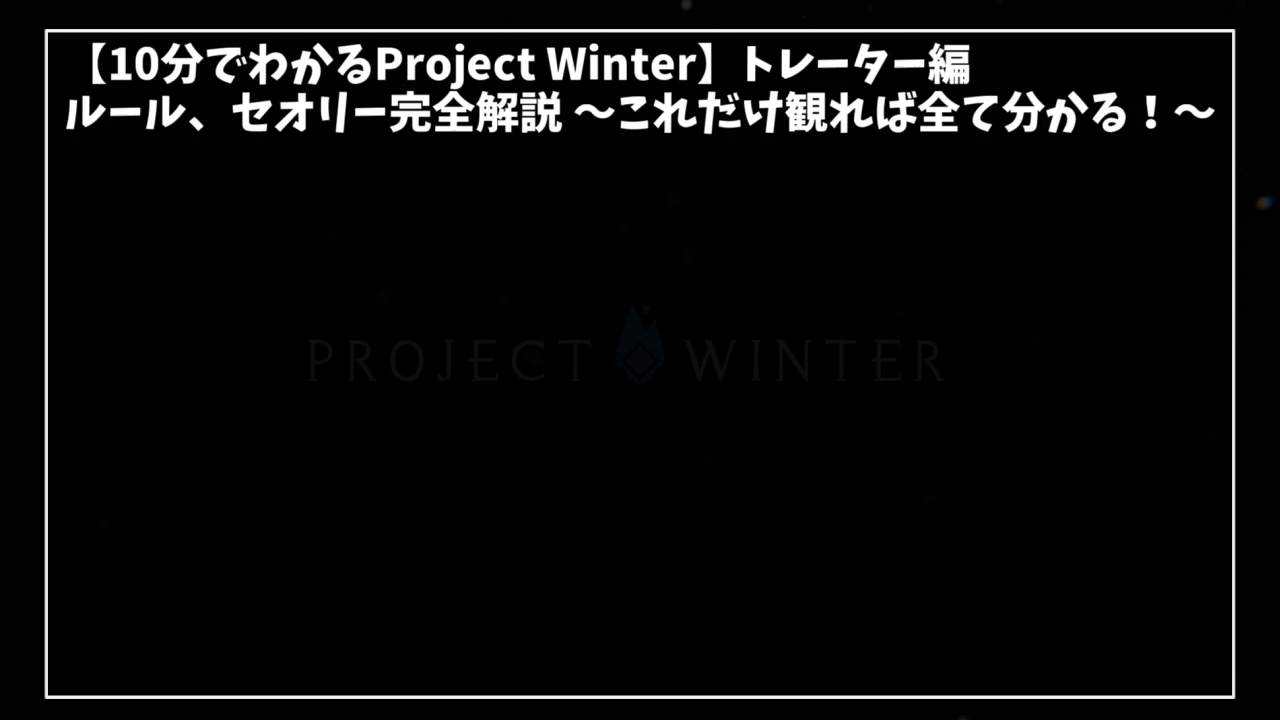 【10分でわかるProject Winter】トレーター編
ルール、セオリー完全解説 ～これだけ観れば全て分かる！～
PROJECT WINTER